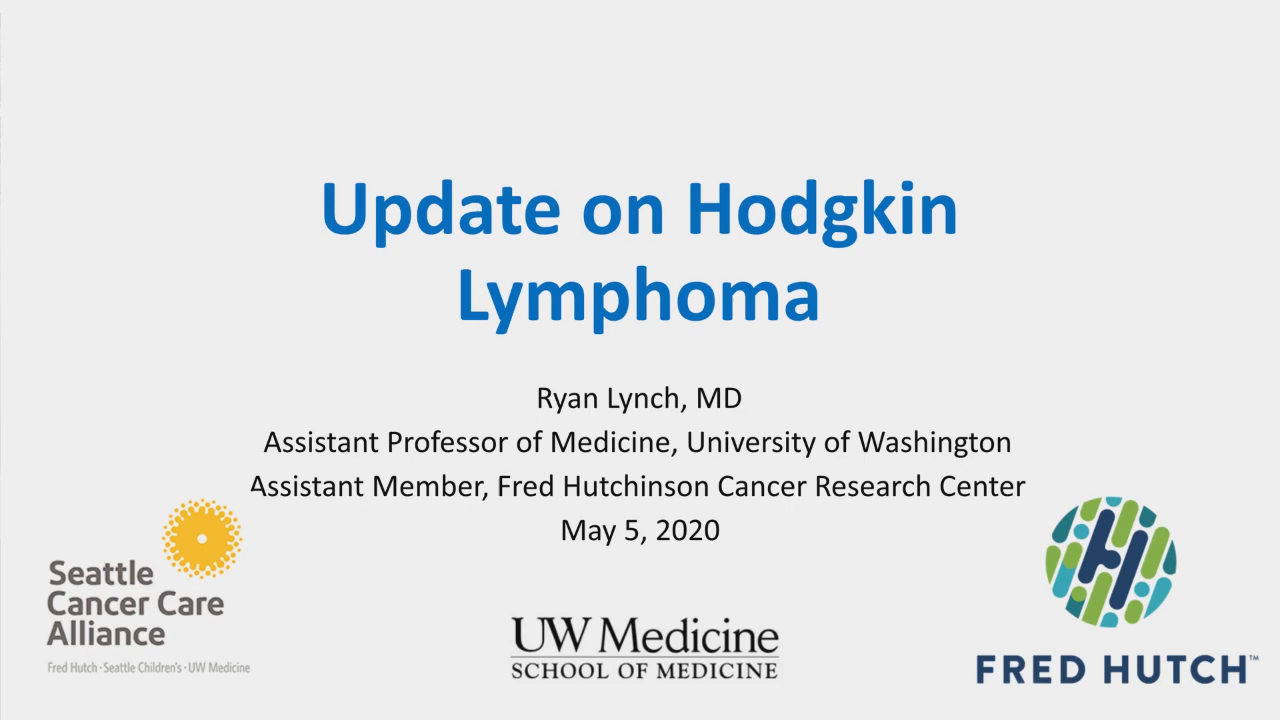 Update on Hodgkin
Lymphoma
Ryan Lynch, MD
Assistant Professor of Medicine, University of Washington
Assistant Member, Fred Hutchinson Cancer Research Center
May 5, 2020
Seattle
Cancer Care
Alliance
Fred Hutch · Seattle Children's · UW Medicine
UW Medicine
SCHOOL OF MEDICINE
FRED HUTCH™